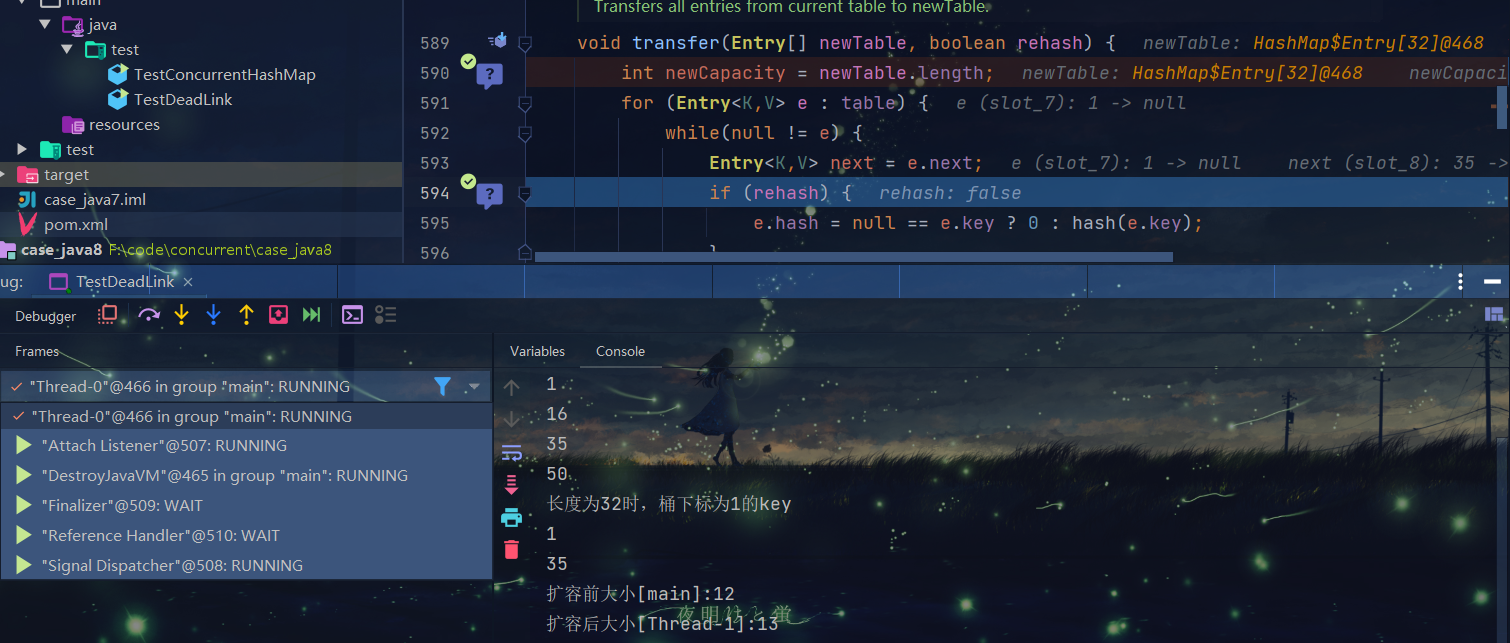 main
Transfers all entries from current table to newTable.
java
test
TestConcurrentHashMap
TestDeadLink
resources
test
target
case_java7.iml
pom.xml
case_java8 F:\code\concurrent\case_java8
589 void transfer(Entry[] newTable, boolean rehash) { newTable: HashMap$Entry[32]@468
590 int newCapacity = newTable.length; newTable: HashMap$Entry[32]@468 newCapaci
591 for (Entry<K,V> e : table) { e (slot_7): 1 -> null
592 while(null != e) {
593 Entry<K,V> next = e.next; e (slot_7): 1 -> null next (slot_8): 35 ->
594 if (rehash) { rehash: false
595 e.hash = null == e.key ? 0 : hash(e.key);
596 }
ug: TestDeadLink ×
Debugger
Frames
Variables Console
"Thread-0"@466 in group "main": RUNNING
"Thread-0"@466 in group "main": RUNNING
"Attach Listener"@507: RUNNING
"DestroyJavaVM"@465 in group "main": RUNNING
"Finalizer"@509: WAIT
"Reference Handler"@510: WAIT
"Signal Dispatcher"@508: RUNNING
1
16
35
50
长度为32时，桶下标为1的key
1
35
扩容前大小[main]:12
扩容后大小[Thread-1]:13